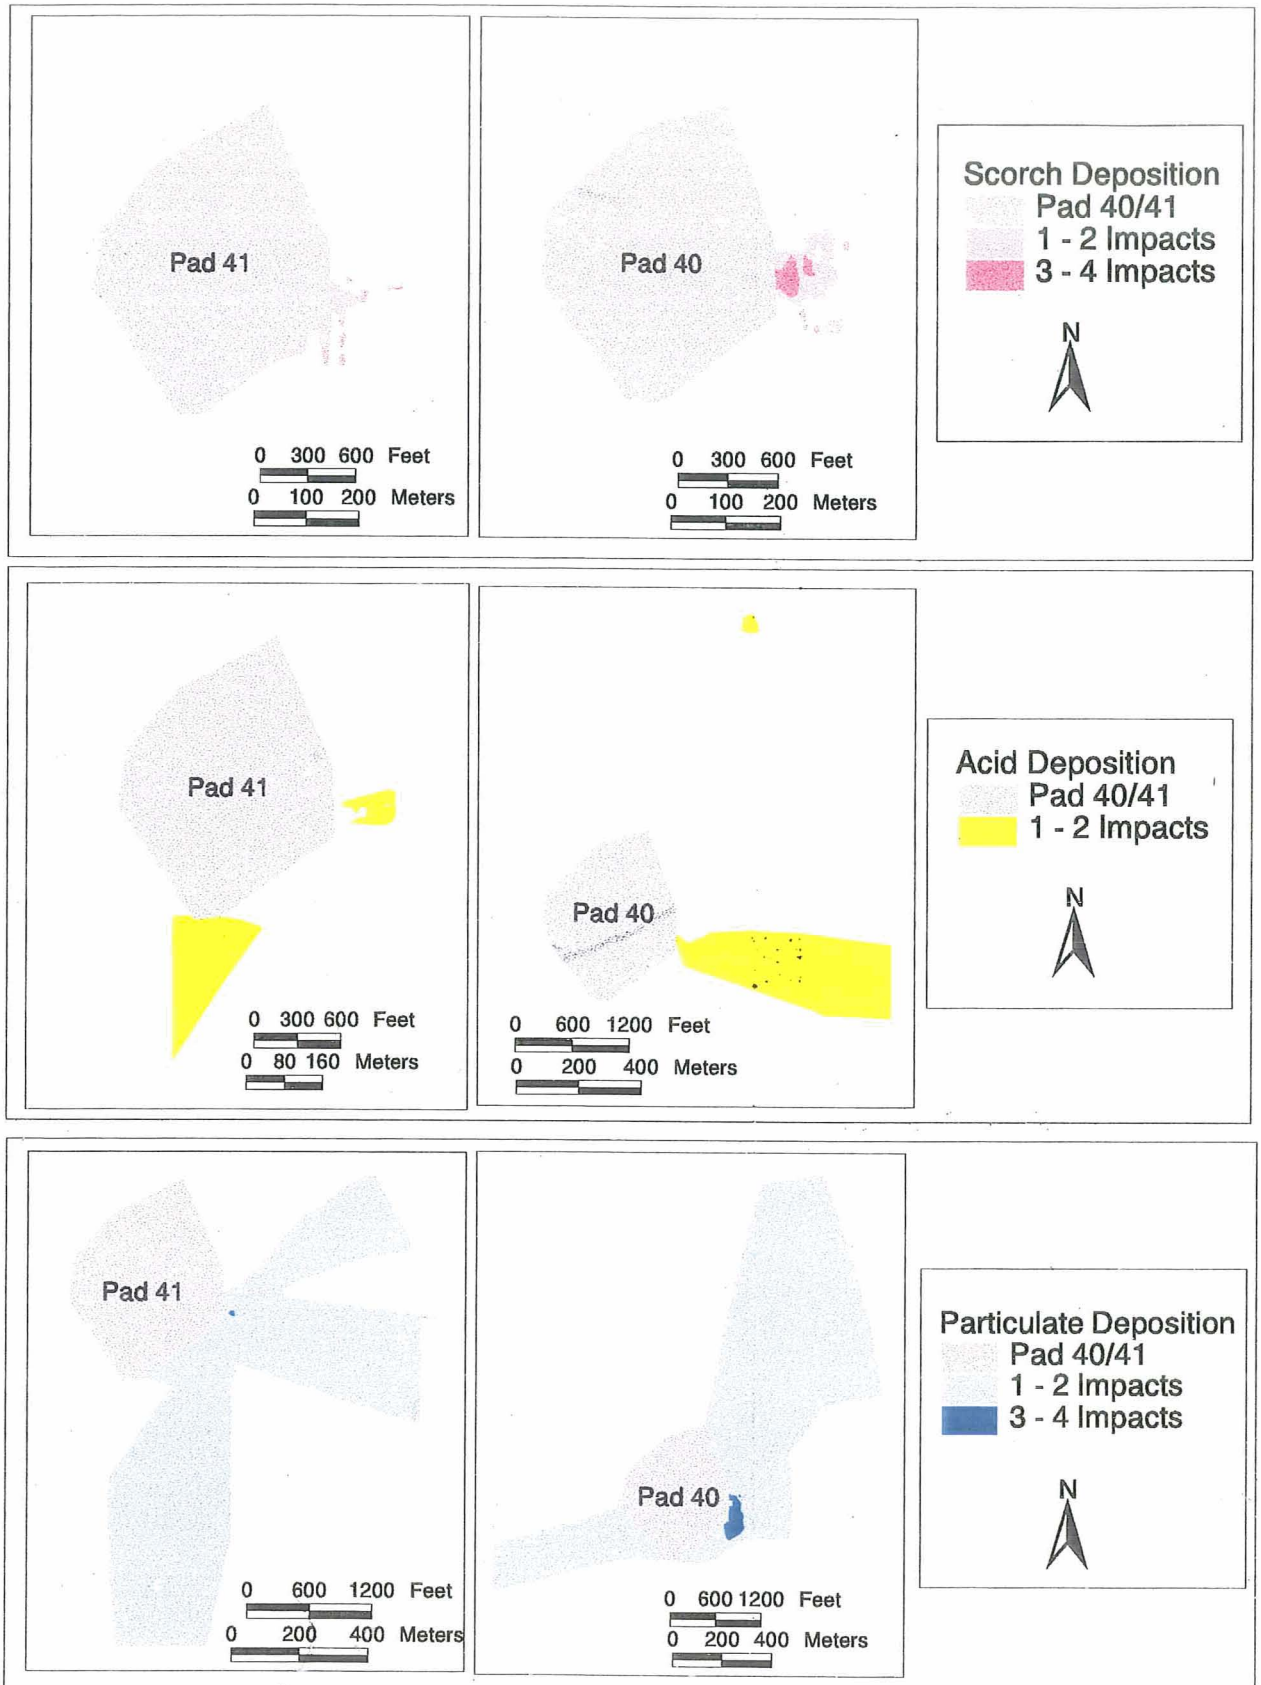 Pad 41
0 300 600 Feet
0 100 200 Meters
Pad 40
0 300 600 Feet
0 100 200 Meters
Scorch Deposition
Pad 40/41
1 - 2 Impacts
3 - 4 Impacts
N
Pad 41
0 300 600 Feet
0 80 160 Meters
Pad 40
0 600 1200 Feet
0 200 400 Meters
Acid Deposition
Pad 40/41
1 - 2 Impacts
N
Pad 41
0 600 1200 Feet
0 200 400 Meters
Pad 40
0 600 1200 Feet
0 200 400 Meters
Particulate Deposition
Pad 40/41
1 - 2 Impacts
3 - 4 Impacts
N